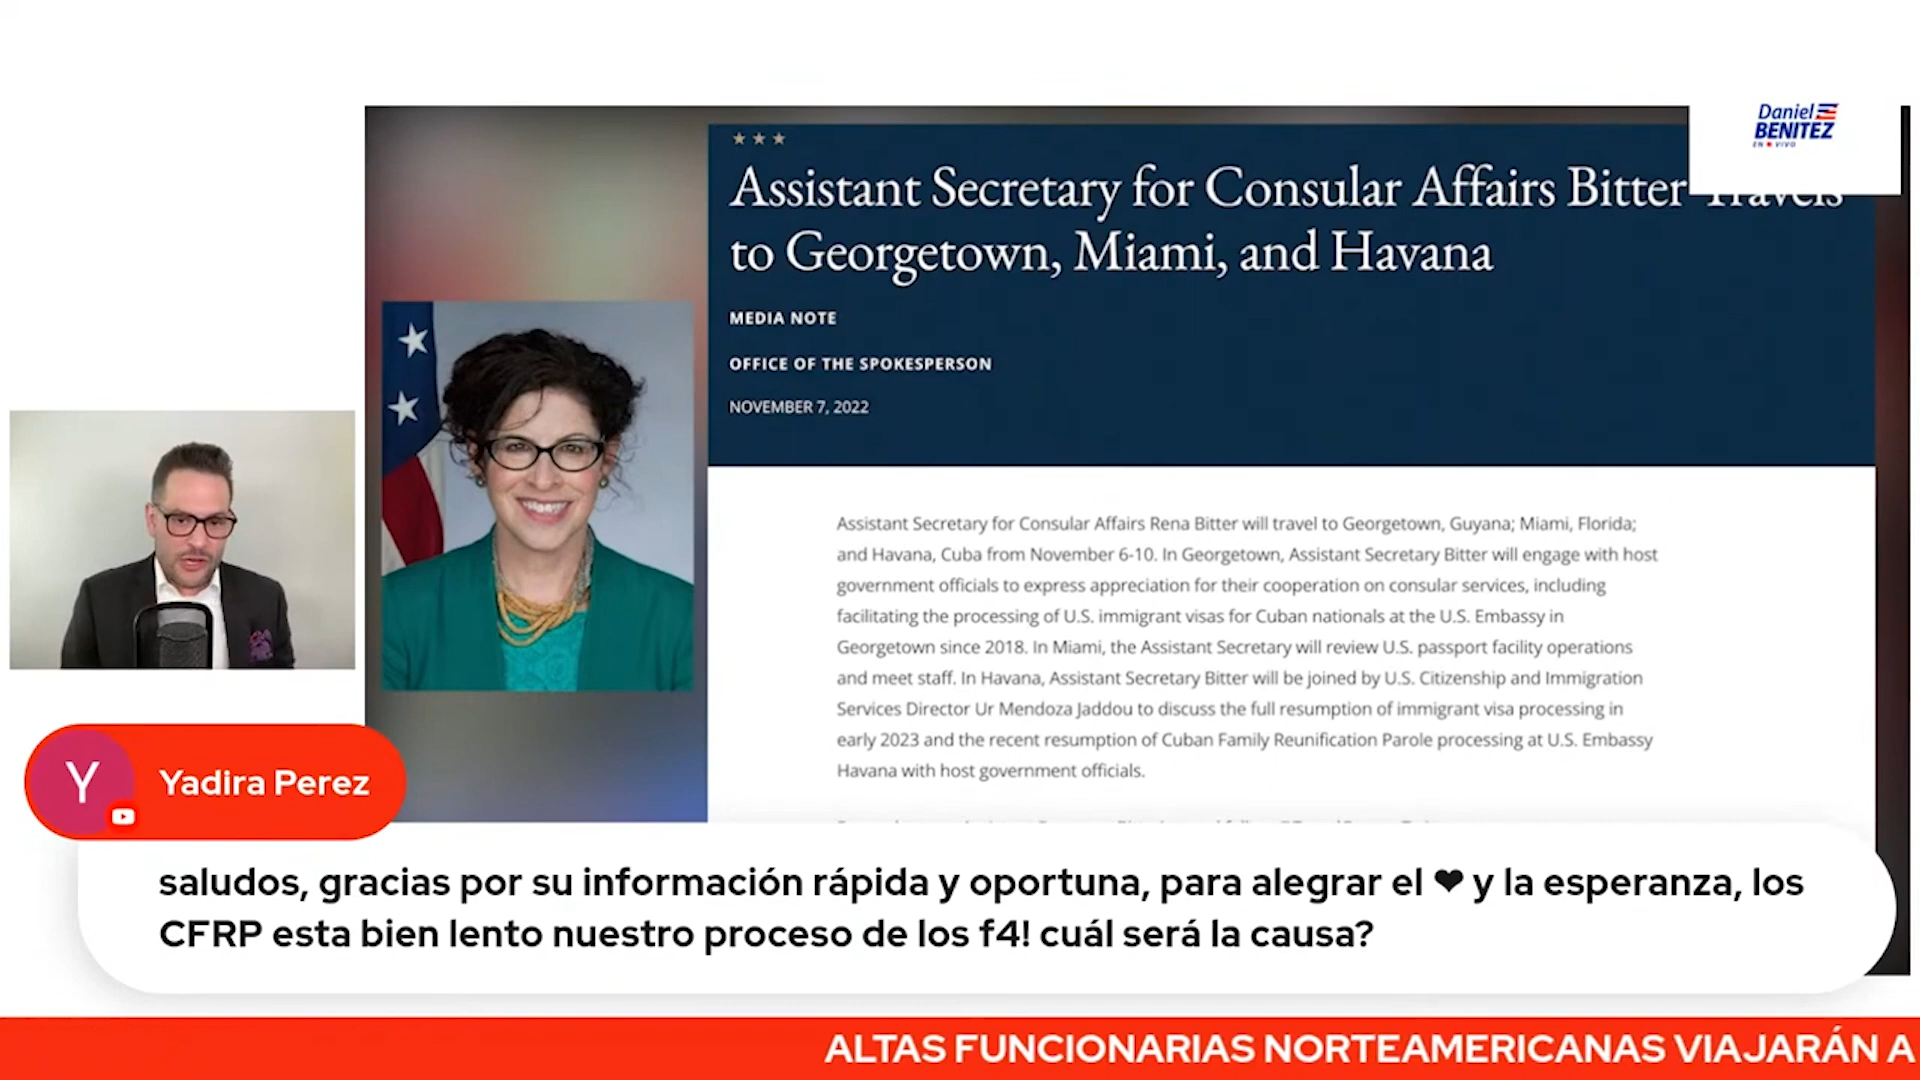 Daniel
BENITEZ
EN VIVO
Assistant Secretary for Consular Affairs Bitter Travels
to Georgetown, Miami, and Havana
MEDIA NOTE
OFFICE OF THE SPOKESPERSON
NOVEMBER 7, 2022
Assistant Secretary for Consular Affairs Rena Bitter will travel to Georgetown, Guyana; Miami, Florida;
and Havana, Cuba from November 6-10. In Georgetown, Assistant Secretary Bitter will engage with host
government officials to express appreciation for their cooperation on consular services, including
facilitating the processing of U.S. immigrant visas for Cuban nationals at the U.S. Embassy in
Georgetown since 2018. In Miami, the Assistant Secretary will review U.S. passport facility operations
and meet staff. In Havana, Assistant Secretary Bitter will be joined by U.S. Citizenship and Immigration
Services Director Ur Mendoza Jaddou to discuss the full resumption of immigrant visa processing in
early 2023 and the recent resumption of Cuban Family Reunification Parole processing at U.S. Embassy
Havana with host government officials.
Y
Yadira Perez
saludos, gracias por su información rápida y oportuna, para alegrar el ❤ y la esperanza, los
CFRP esta bien lento nuestro proceso de los f4! cuál será la causa?
ALTAS FUNCIONARIAS NORTEAMERICANAS VIAJARÁN A